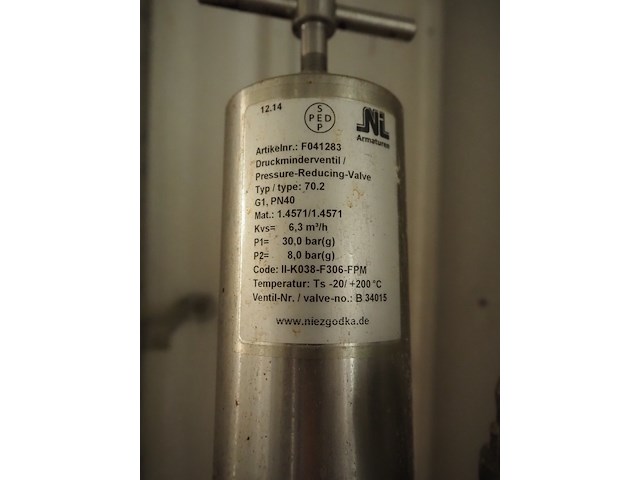 12.14
S
PED
P
NI
Armaturen
Artikelnr.: F041283
Druckminderventil /
Pressure-Reducing-Valve
Typ / type: 70.2
G1, PN40
Mat.: 1.4571/1.4571
Kvs= 6,3 m³/h
P1= 30,0 bar(g)
P2= 8,0 bar(g)
Code: II-K038-F306-FPM
Temperatur: Ts -20/ +200 °C
Ventil-Nr. / valve-no.: B 34015
www.niezgodka.de